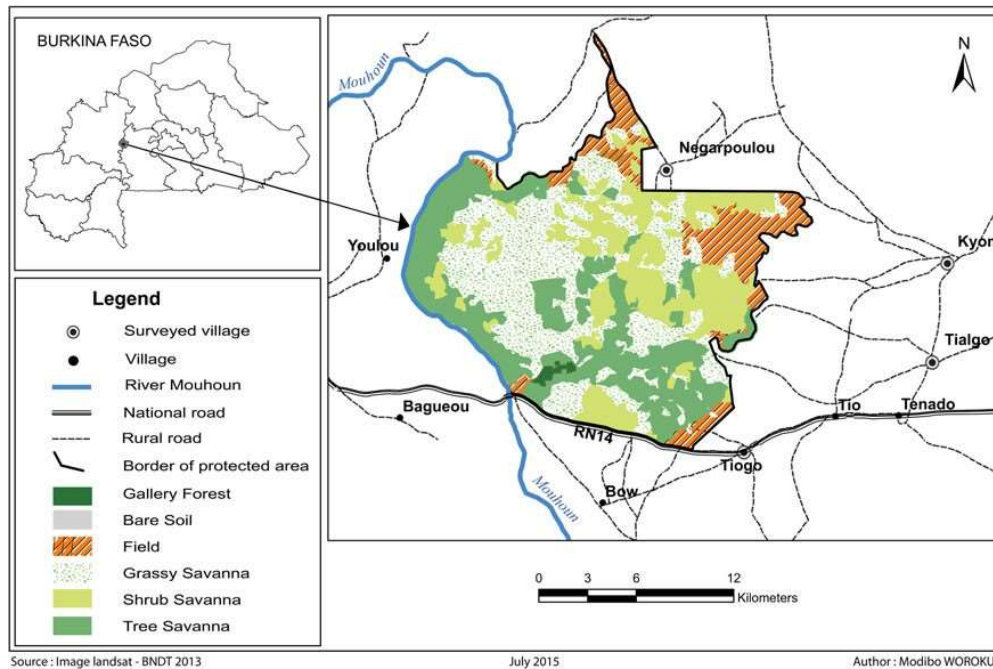 BURKINA FASO
Mouhoun
N
Negarpoulou
Youlou
Kyon
Tialgo
Bagueou
RN14
Tio
Tenado
Tiogo
Bow
Mouhoun
Legend
Surveyed village
Village
River Mouhoun
National road
Rural road
Border of protected area
Gallery Forest
Bare Soil
Field
Grassy Savanna
Shrub Savanna
Tree Savanna
0 3 6 12
Kilometers
Source : Image landsat - BNDT 2013
July 2015
Author : Modibo WOROKU